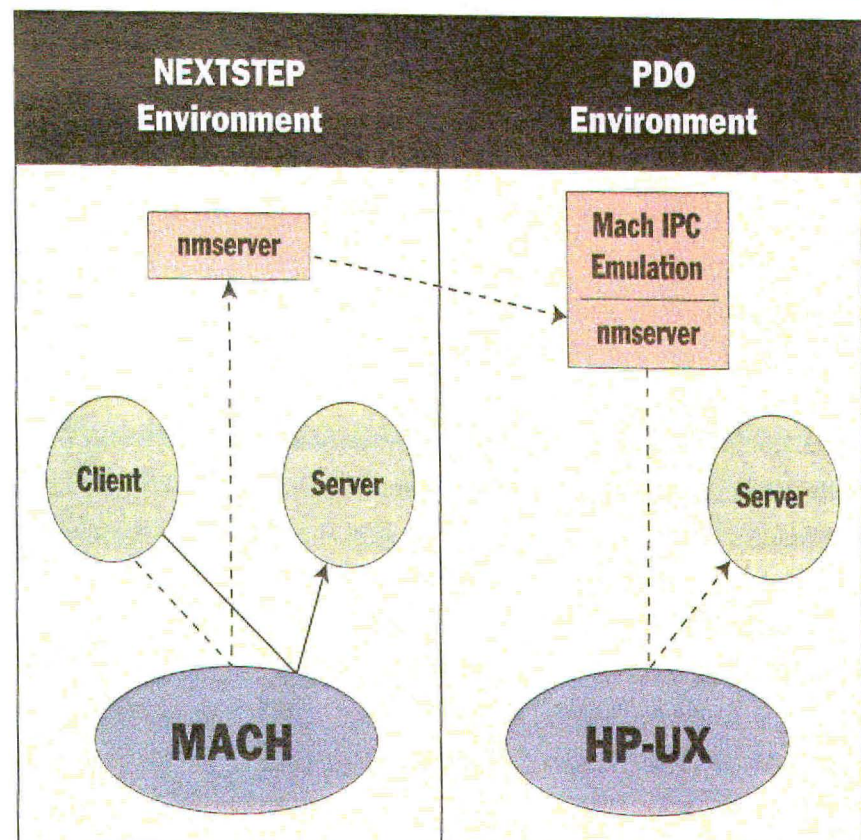 NEXTSTEP
Environment
PDO
Environment
nmserver
Mach IPC
Emulation
nmserver
Client
Server
Server
MACH
HP-UX